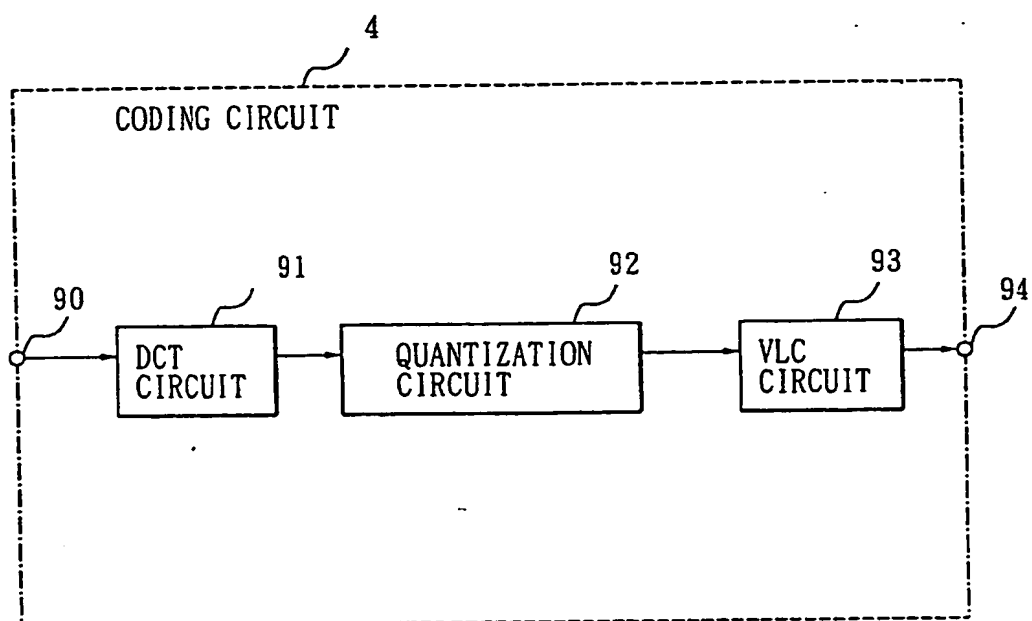 4
CODING CIRCUIT
90
91
92
93
94
DCT
CIRCUIT
QUANTIZATION
CIRCUIT
VLC
CIRCUIT